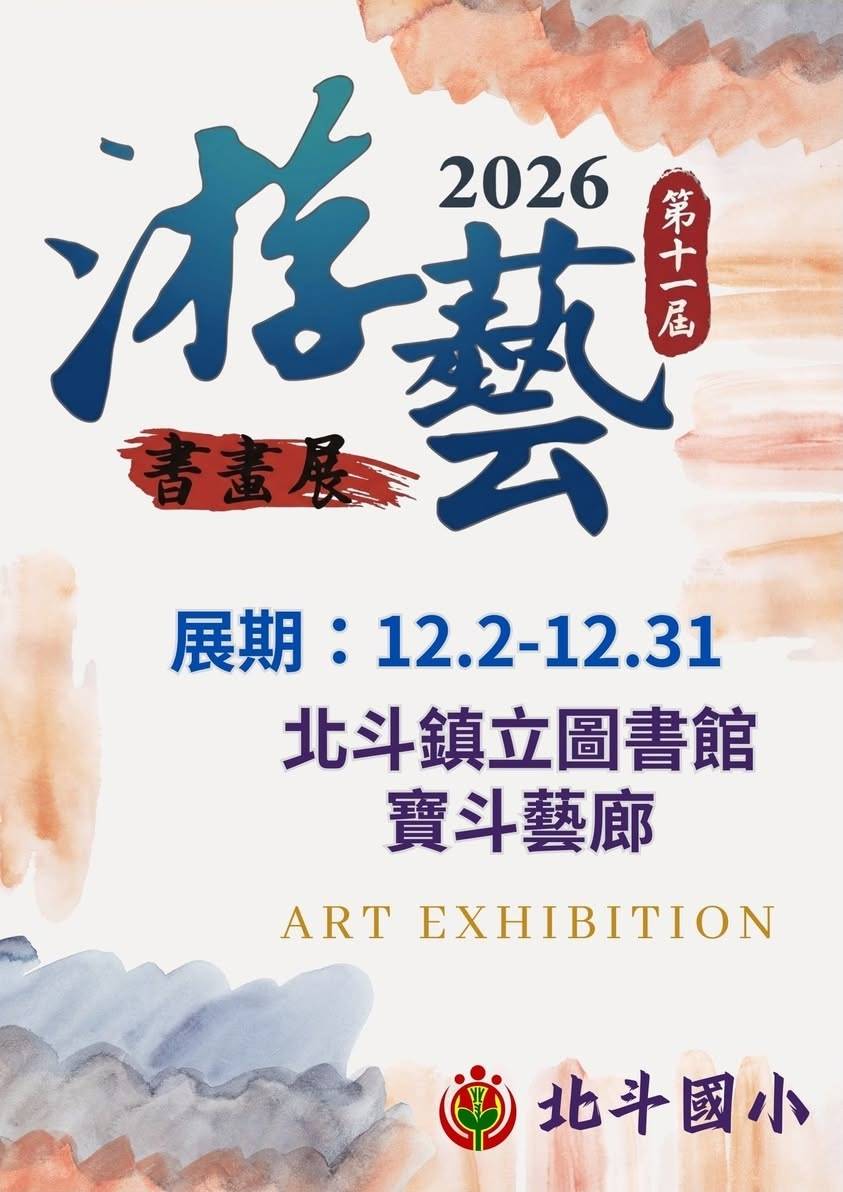 游藝
2026
第十一屆
書畫展
展期：12.2-12.31
北斗鎮立圖書館
寶斗藝廊
ART EXHIBITION
北斗國小